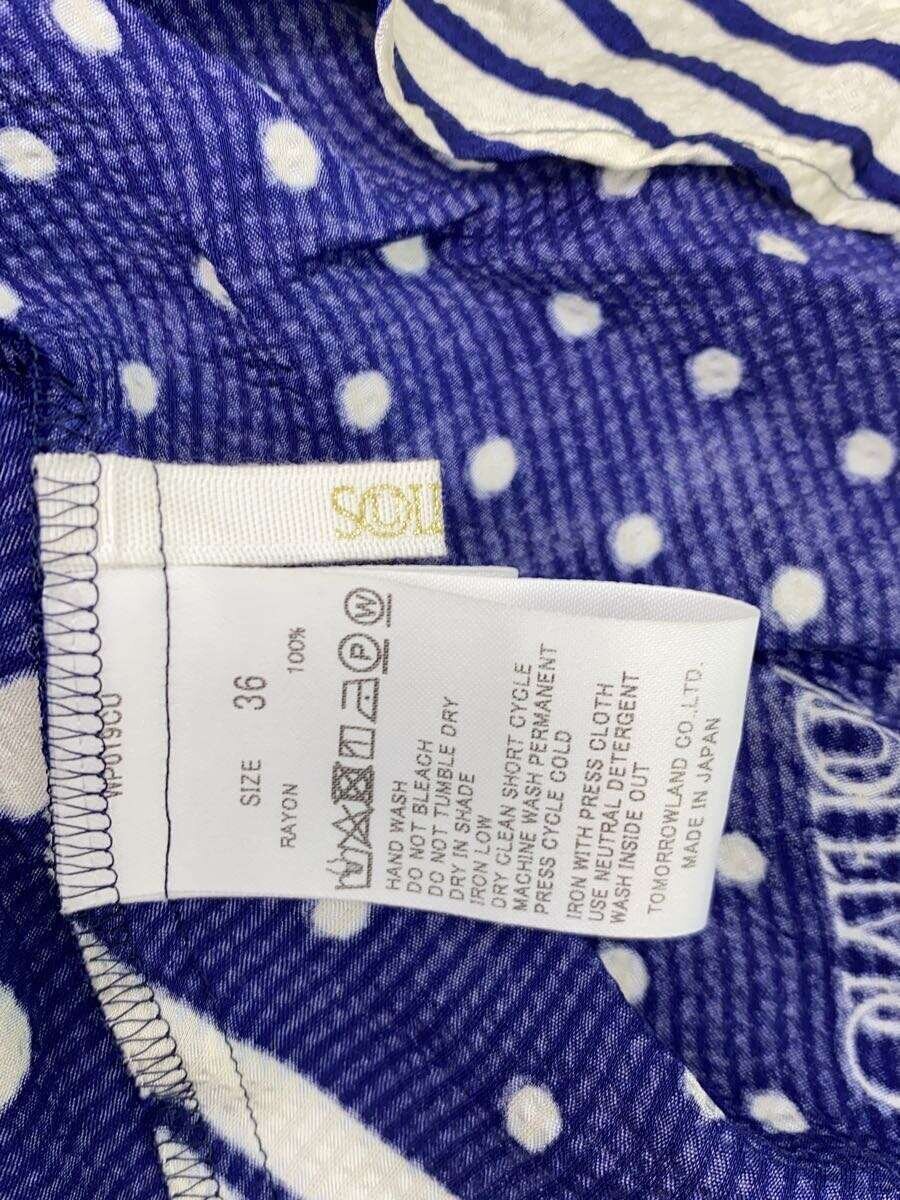 SIZE 36
RAYON 100%
P W
HAND WASH
DO NOT BLEACH
DO NOT TUMBLE DRY
DRY IN SHADE
IRON LOW
DRY CLEAN SHORT CYCLE
MACHINE WASH PERMANENT
PRESS CYCLE COLD
IRON WITH PRESS CLOTH
USE NEUTRAL DETERGENT
WASH INSIDE OUT
TOMORROWLAND CO.,LTD.
MADE IN JAPAN